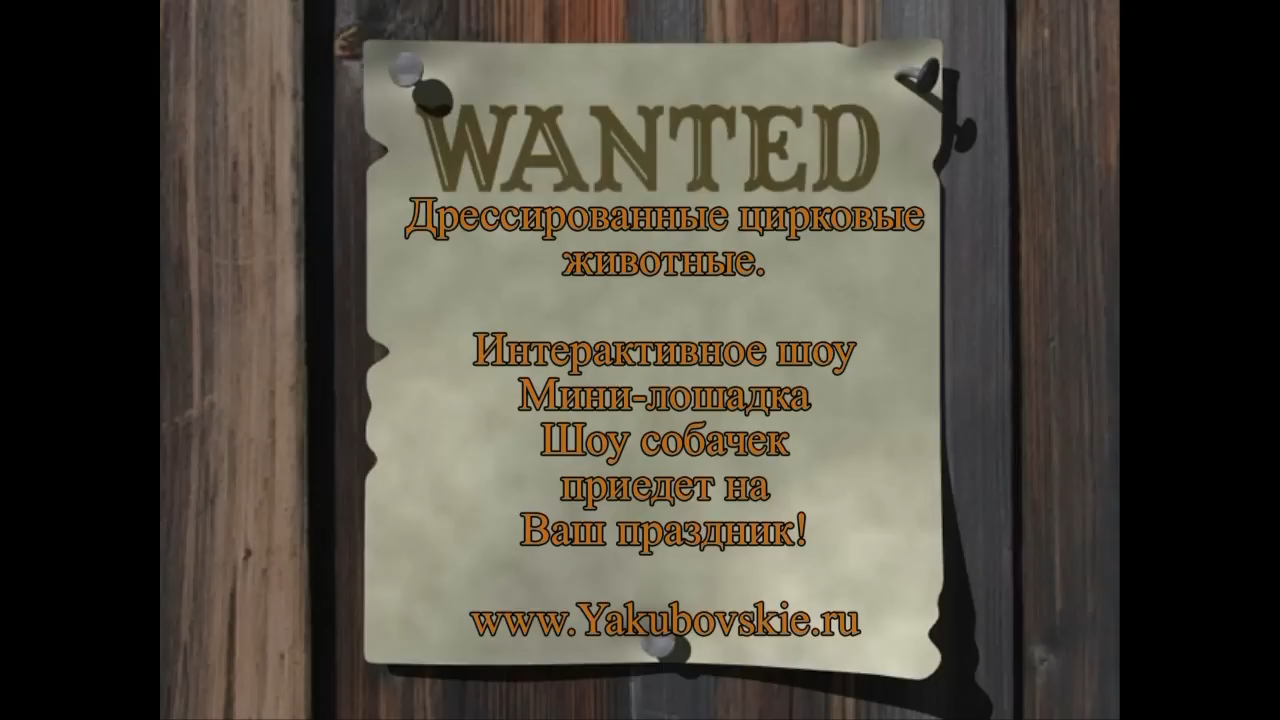 WANTED
Дрессированные цирковые
животные.
Интерактивное шоу
Мини-лошадка
Шоу собачек
приедет на
Ваш праздник!
www.Yakubovskie.ru